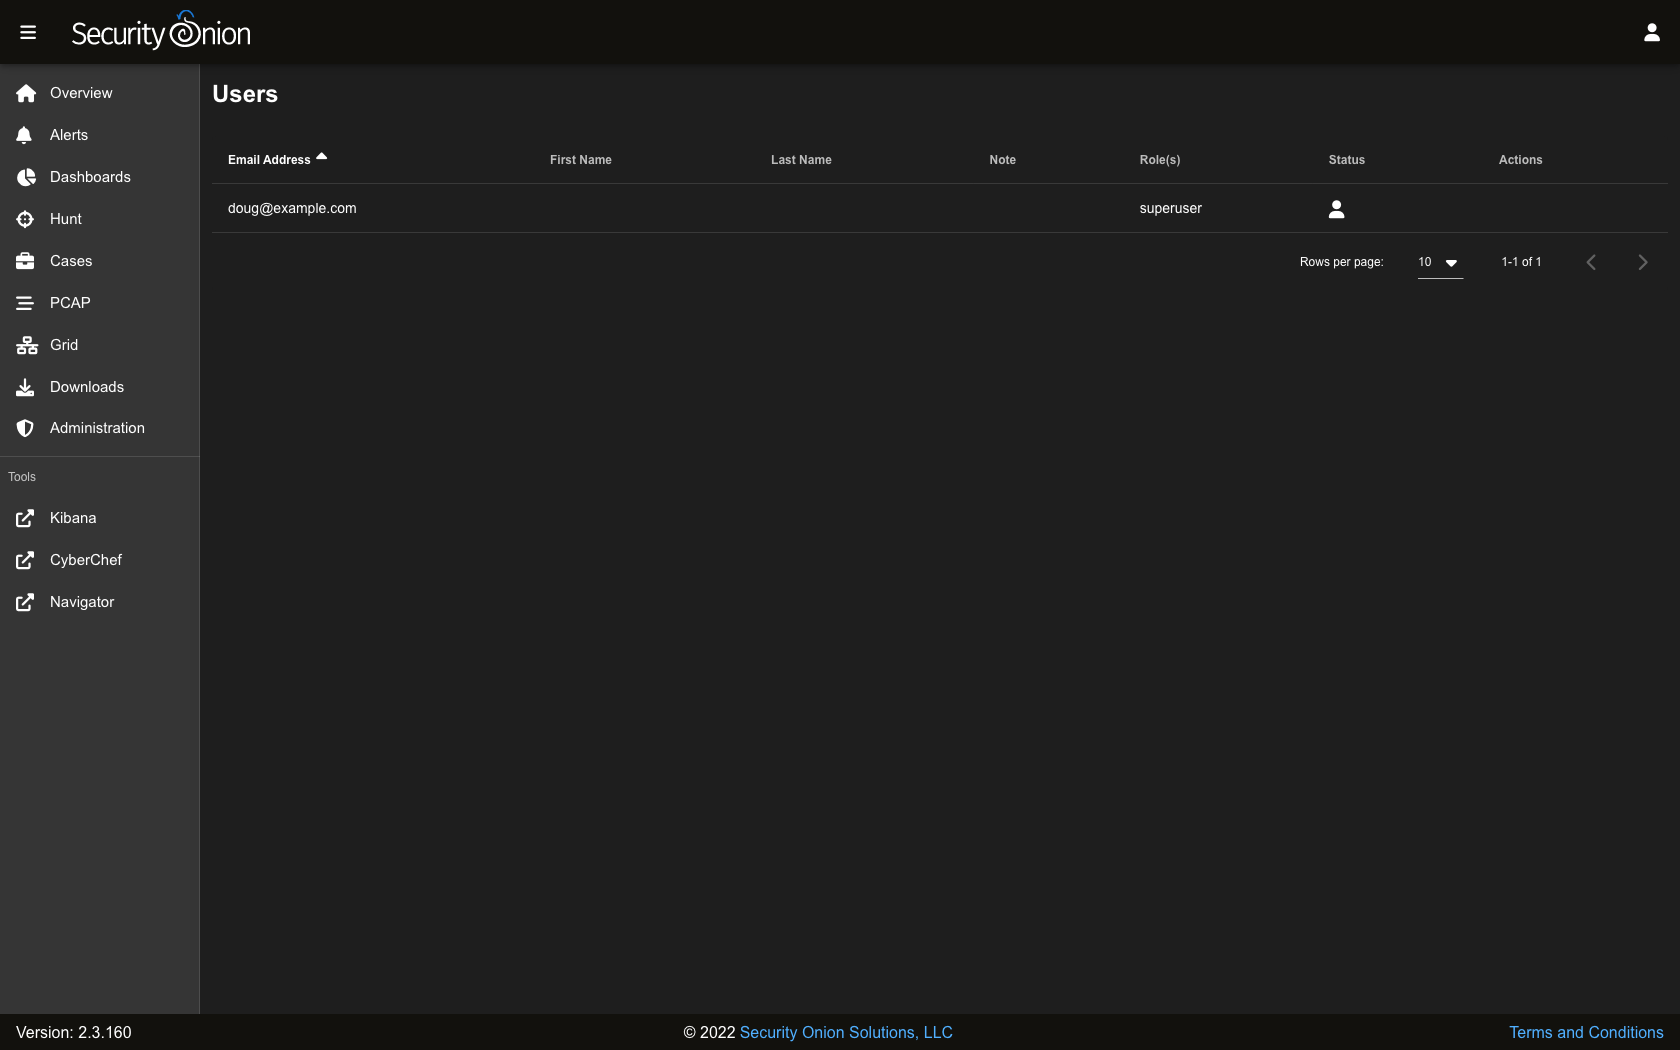 Security Onion
Overview
Alerts
Dashboards
Hunt
Cases
PCAP
Grid
Downloads
Administration
Tools
Kibana
CyberChef
Navigator
Users
Email Address First Name Last Name Note Role(s) Status Actions
doug@example.com superuser
Rows per page: 10 1-1 of 1
Version: 2.3.160 © 2022 Security Onion Solutions, LLC Terms and Conditions